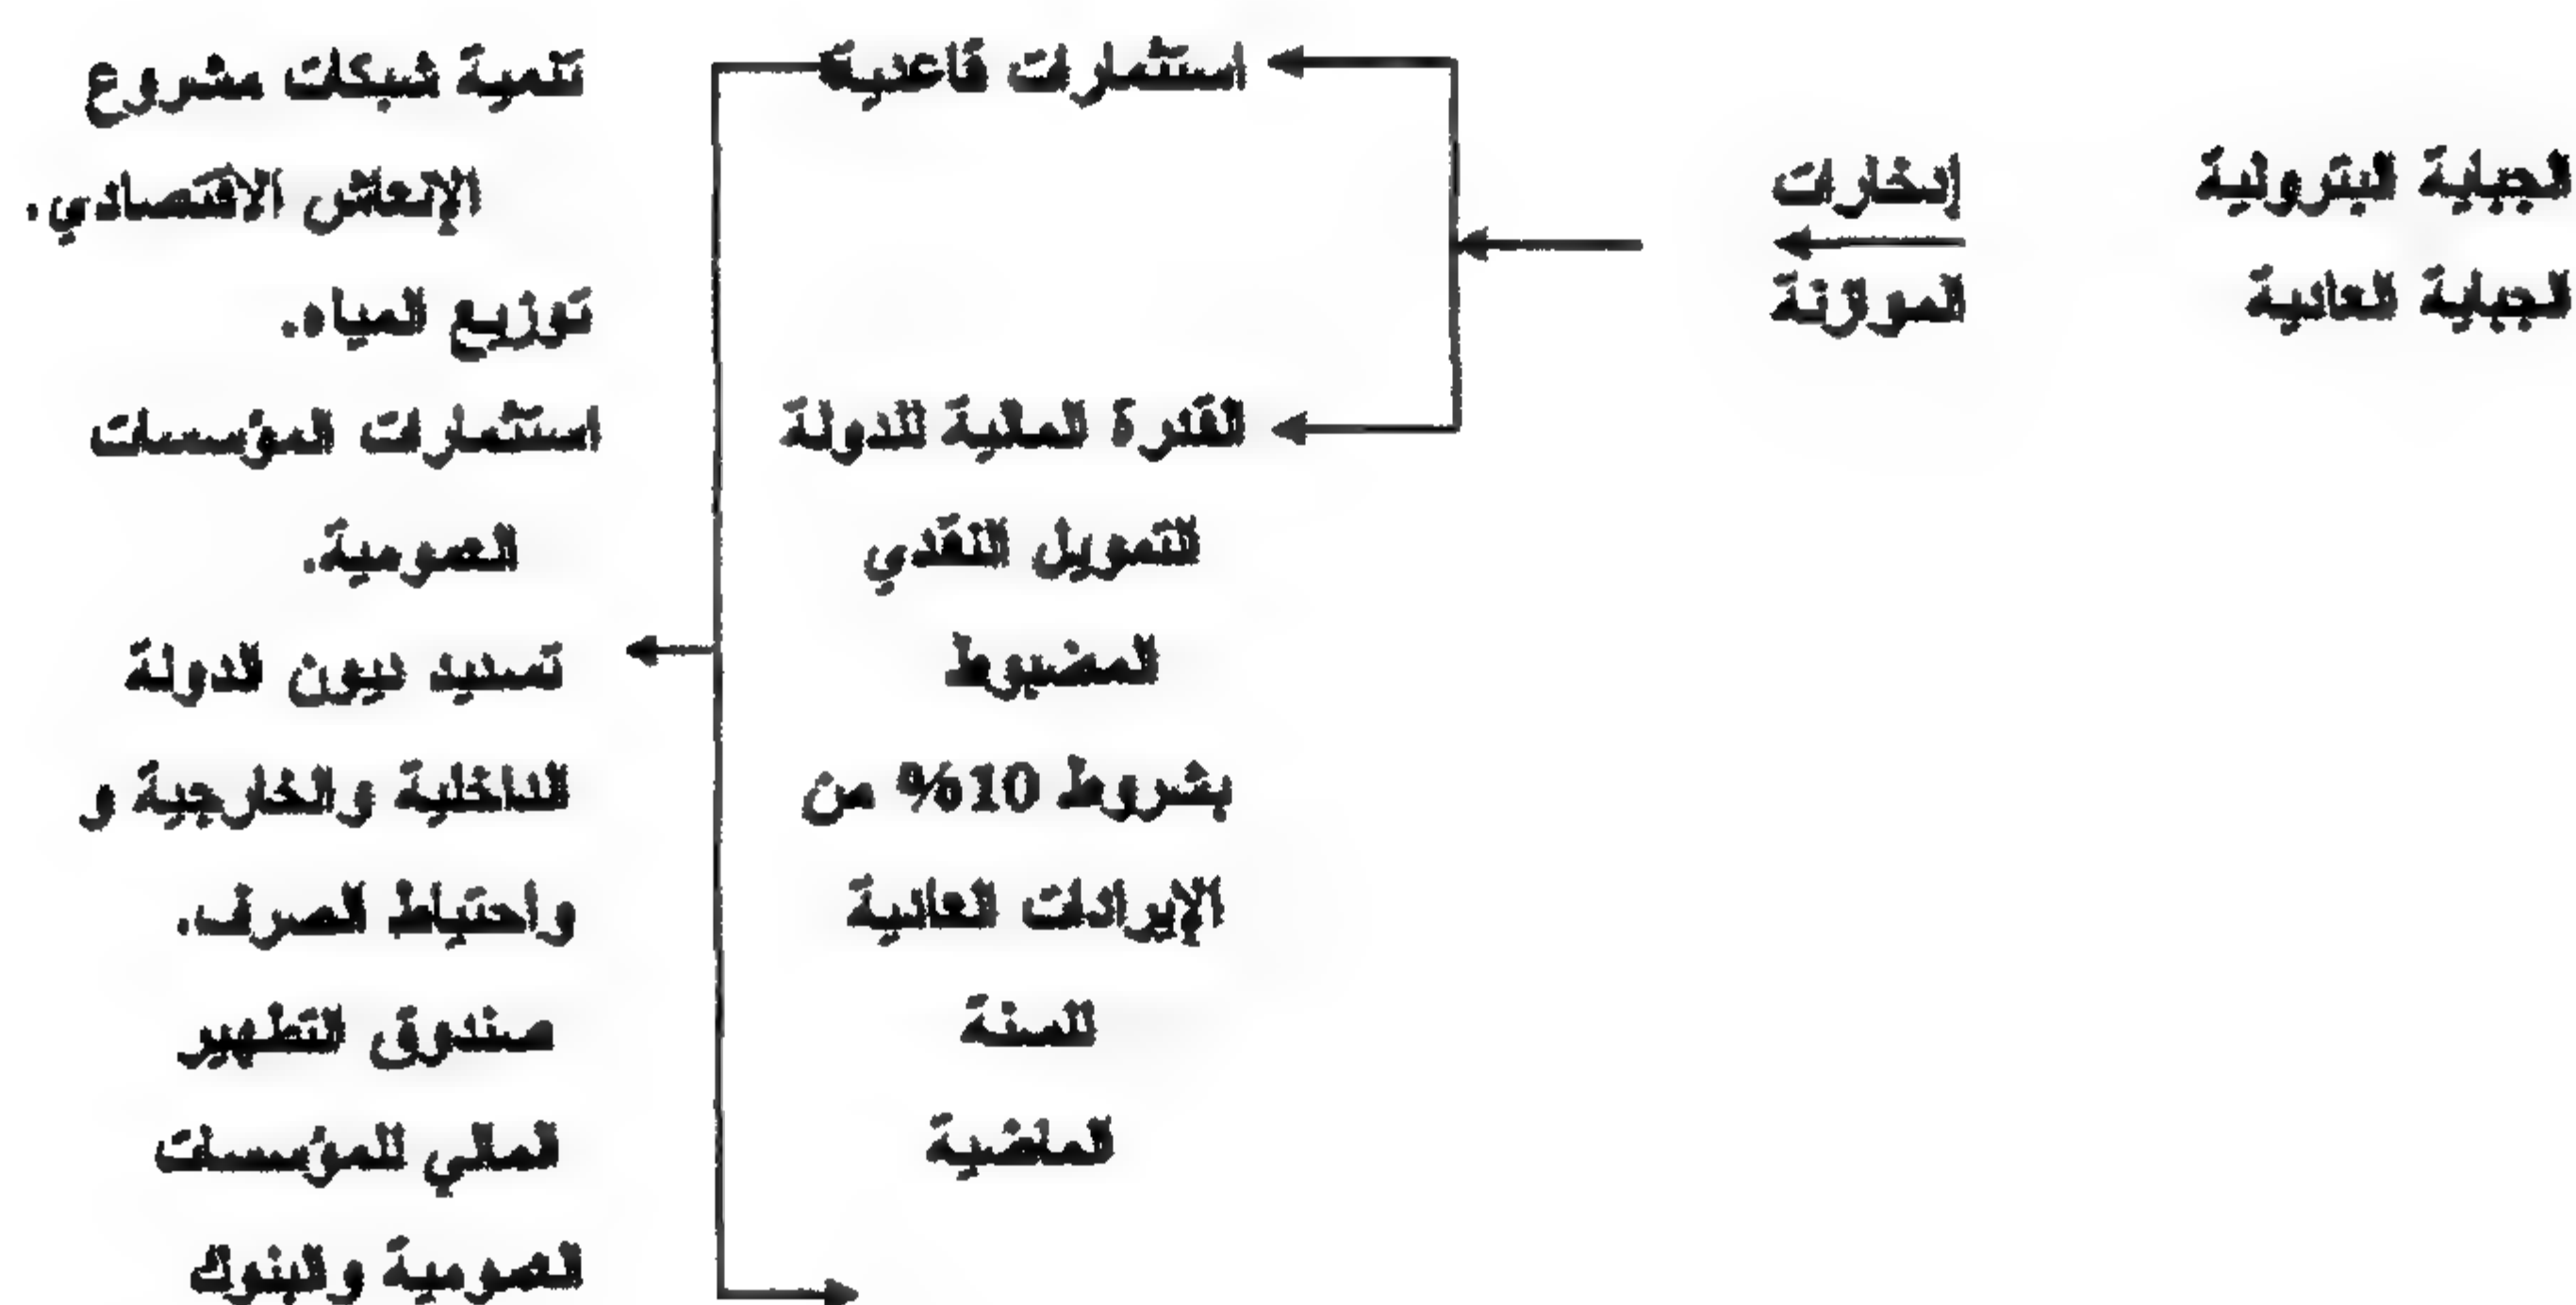 الجباية البترولية
الجباية العادية
إدخارات
الموازنة
استثمارات قاعدية
القدرة المالية للدولة
للتمويل النقدي
المضبوط
بشروط 10% من
الإيرادات العادية
للسنة
الماضية
تنمية شبكات مشروع
الإنعاش الاقتصادي.
توزيع المياه.
استثمارات المؤسسات
العمومية.
تسديد ديون الدولة
الداخلية والخارجية و
واحتياط الصرف.
صندوق التطهير
المالي للمؤسسات
العمومية والبنوك